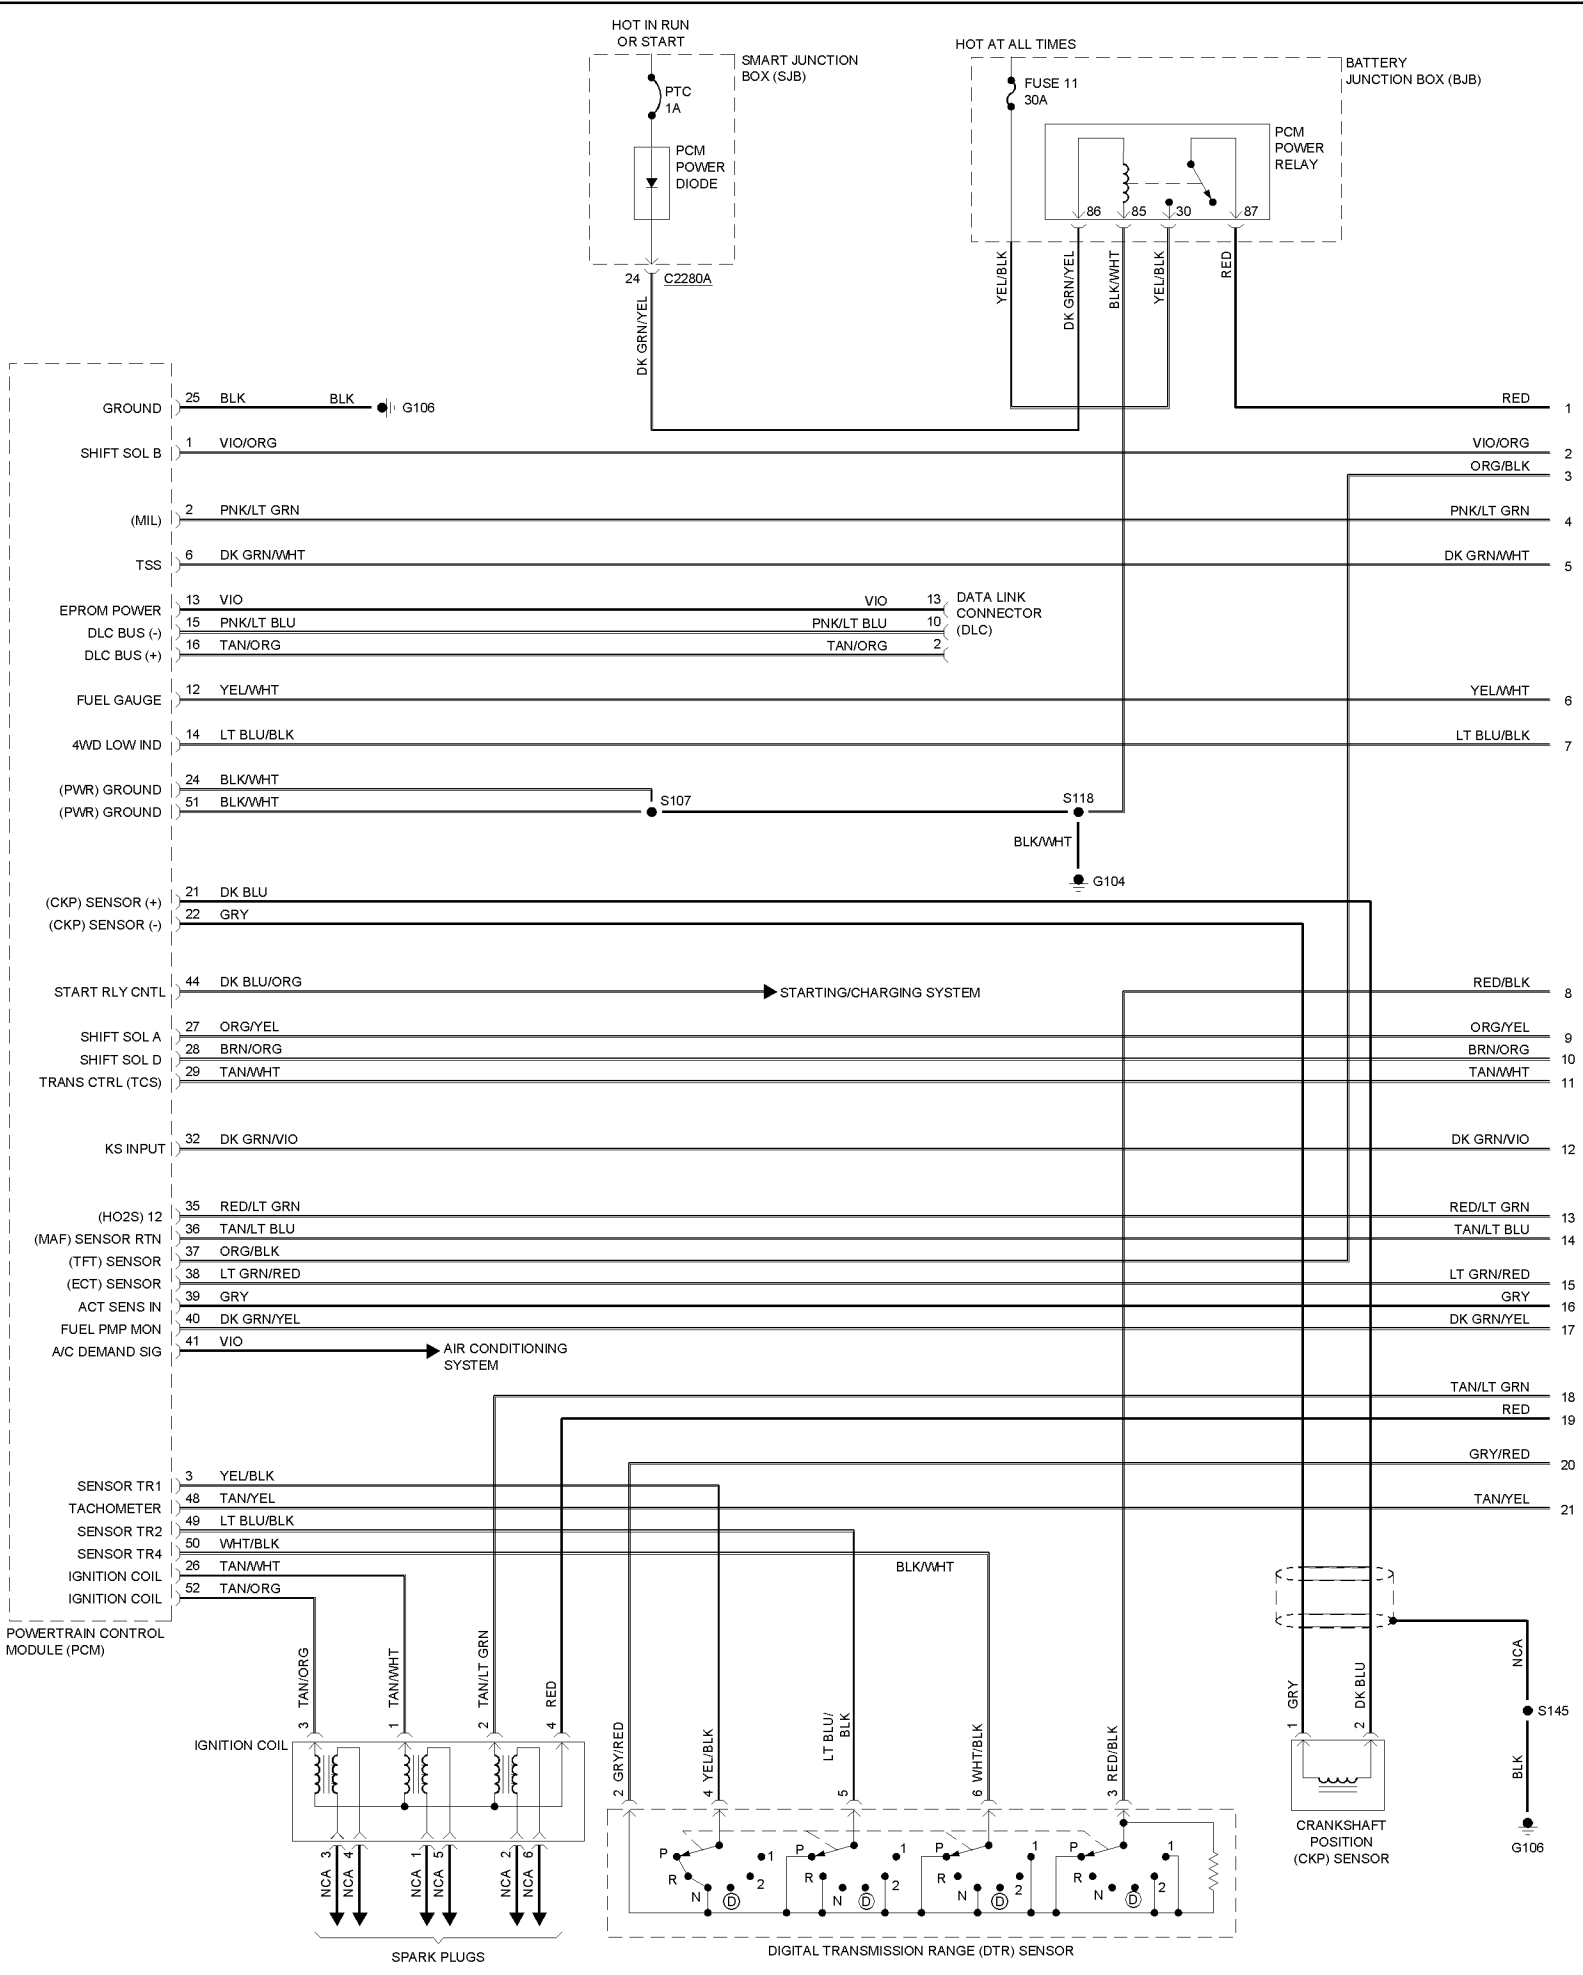 HOT IN RUN
OR START
SMART JUNCTION
BOX (SJB)
PTC
1A
PCM
POWER
DIODE
24 C2280A
DK GRN/YEL
HOT AT ALL TIMES
BATTERY
JUNCTION BOX (BJB)
FUSE 11
30A
PCM
POWER
RELAY
86 85 30 87
YEL/BLK
DK GRN/YEL
BLK/WHT
YEL/BLK
RED
GROUND 25 BLK BLK G106
RED 1
SHIFT SOL B 1 VIO/ORG VIO/ORG 2
ORG/BLK 3
(MIL) 2 PNK/LT GRN PNK/LT GRN 4
TSS 6 DK GRN/WHT DK GRN/WHT 5
EPROM POWER 13 VIO VIO 13
DLC BUS (-) 15 PNK/LT BLU PNK/LT BLU 10
DLC BUS (+) 16 TAN/ORG TAN/ORG 2
DATA LINK
CONNECTOR
(DLC)
FUEL GAUGE 12 YEL/WHT YEL/WHT 6
4WD LOW IND 14 LT BLU/BLK LT BLU/BLK 7
(PWR) GROUND 24 BLK/WHT
(PWR) GROUND 51 BLK/WHT S107 S118
BLK/WHT
G104
(CKP) SENSOR (+) 21 DK BLU
(CKP) SENSOR (-) 22 GRY
START RLY CNTL 44 DK BLU/ORG STARTING/CHARGING SYSTEM RED/BLK 8
SHIFT SOL A 27 ORG/YEL ORG/YEL 9
SHIFT SOL D 28 BRN/ORG BRN/ORG 10
TRANS CTRL (TCS) 29 TAN/WHT TAN/WHT 11
KS INPUT 32 DK GRN/VIO DK GRN/VIO 12
(HO2S) 12 35 RED/LT GRN RED/LT GRN 13
(MAF) SENSOR RTN 36 TAN/LT BLU TAN/LT BLU 14
(TFT) SENSOR 37 ORG/BLK
(ECT) SENSOR 38 LT GRN/RED LT GRN/RED 15
ACT SENS IN 39 GRY GRY 16
FUEL PMP MON 40 DK GRN/YEL DK GRN/YEL 17
A/C DEMAND SIG 41 VIO
AIR CONDITIONING
SYSTEM
TAN/LT GRN 18
RED 19
GRY/RED 20
SENSOR TR1 3 YEL/BLK
TACHOMETER 48 TAN/YEL TAN/YEL 21
SENSOR TR2 49 LT BLU/BLK
SENSOR TR4 50 WHT/BLK
IGNITION COIL 26 TAN/WHT
IGNITION COIL 52 TAN/ORG
BLK/WHT
POWERTRAIN CONTROL
MODULE (PCM)
3 TAN/ORG
1 TAN/WHT
2 TAN/LT GRN
4 RED
IGNITION COIL
NCA 3
NCA 4
NCA 1
NCA 5
NCA 2
NCA 6
SPARK PLUGS
2 GRY/RED
4 YEL/BLK
5 LT BLU/
BLK
6 WHT/BLK
3 RED/BLK
P R N D 2 1
P R N D 2 1
P R N D 2 1
P R N D 2 1
DIGITAL TRANSMISSION RANGE (DTR) SENSOR
1 GRY
2 DK BLU
CRANKSHAFT
POSITION
(CKP) SENSOR
NCA
S145
BLK
G106